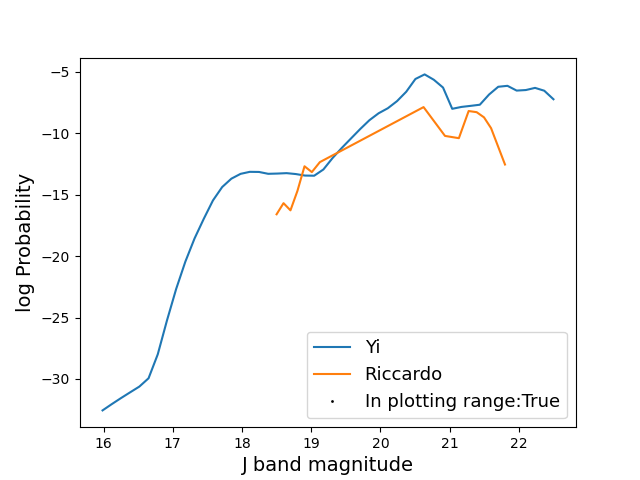 −5
−10
−15
−20
−25
−30
log Probability
16 17 18 19 20 21 22
J band magnitude
Yi
Riccardo
In plotting range:True